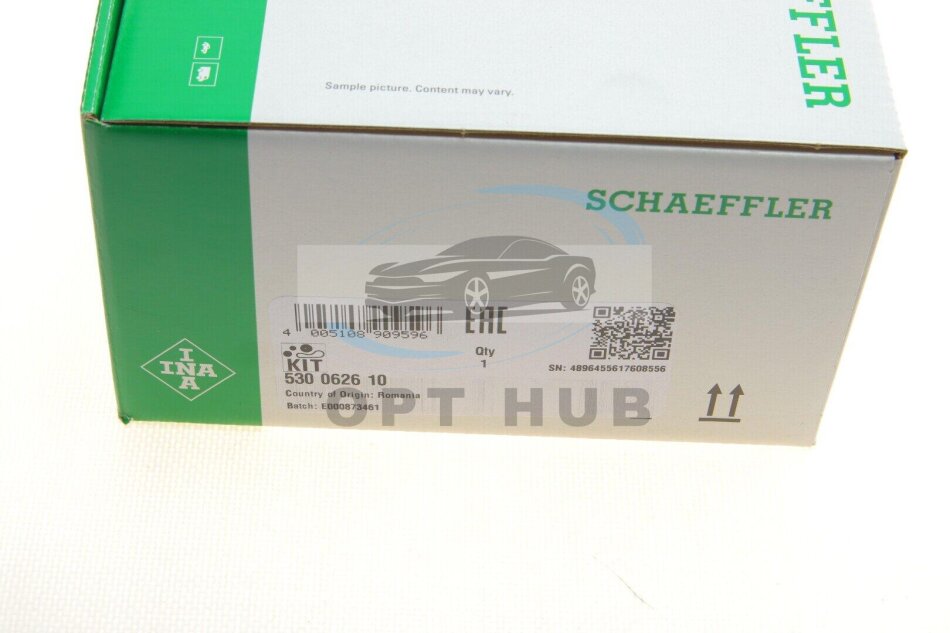 FFLER
Sample picture. Content may vary.
SCHAEFFLER
4 005108 909596
EAC
Qty
1
KIT
530 0626 10
Country of Origin: Romania
Batch: E000873461
SN: 4896455617608556
INA
INA
OPT HUB